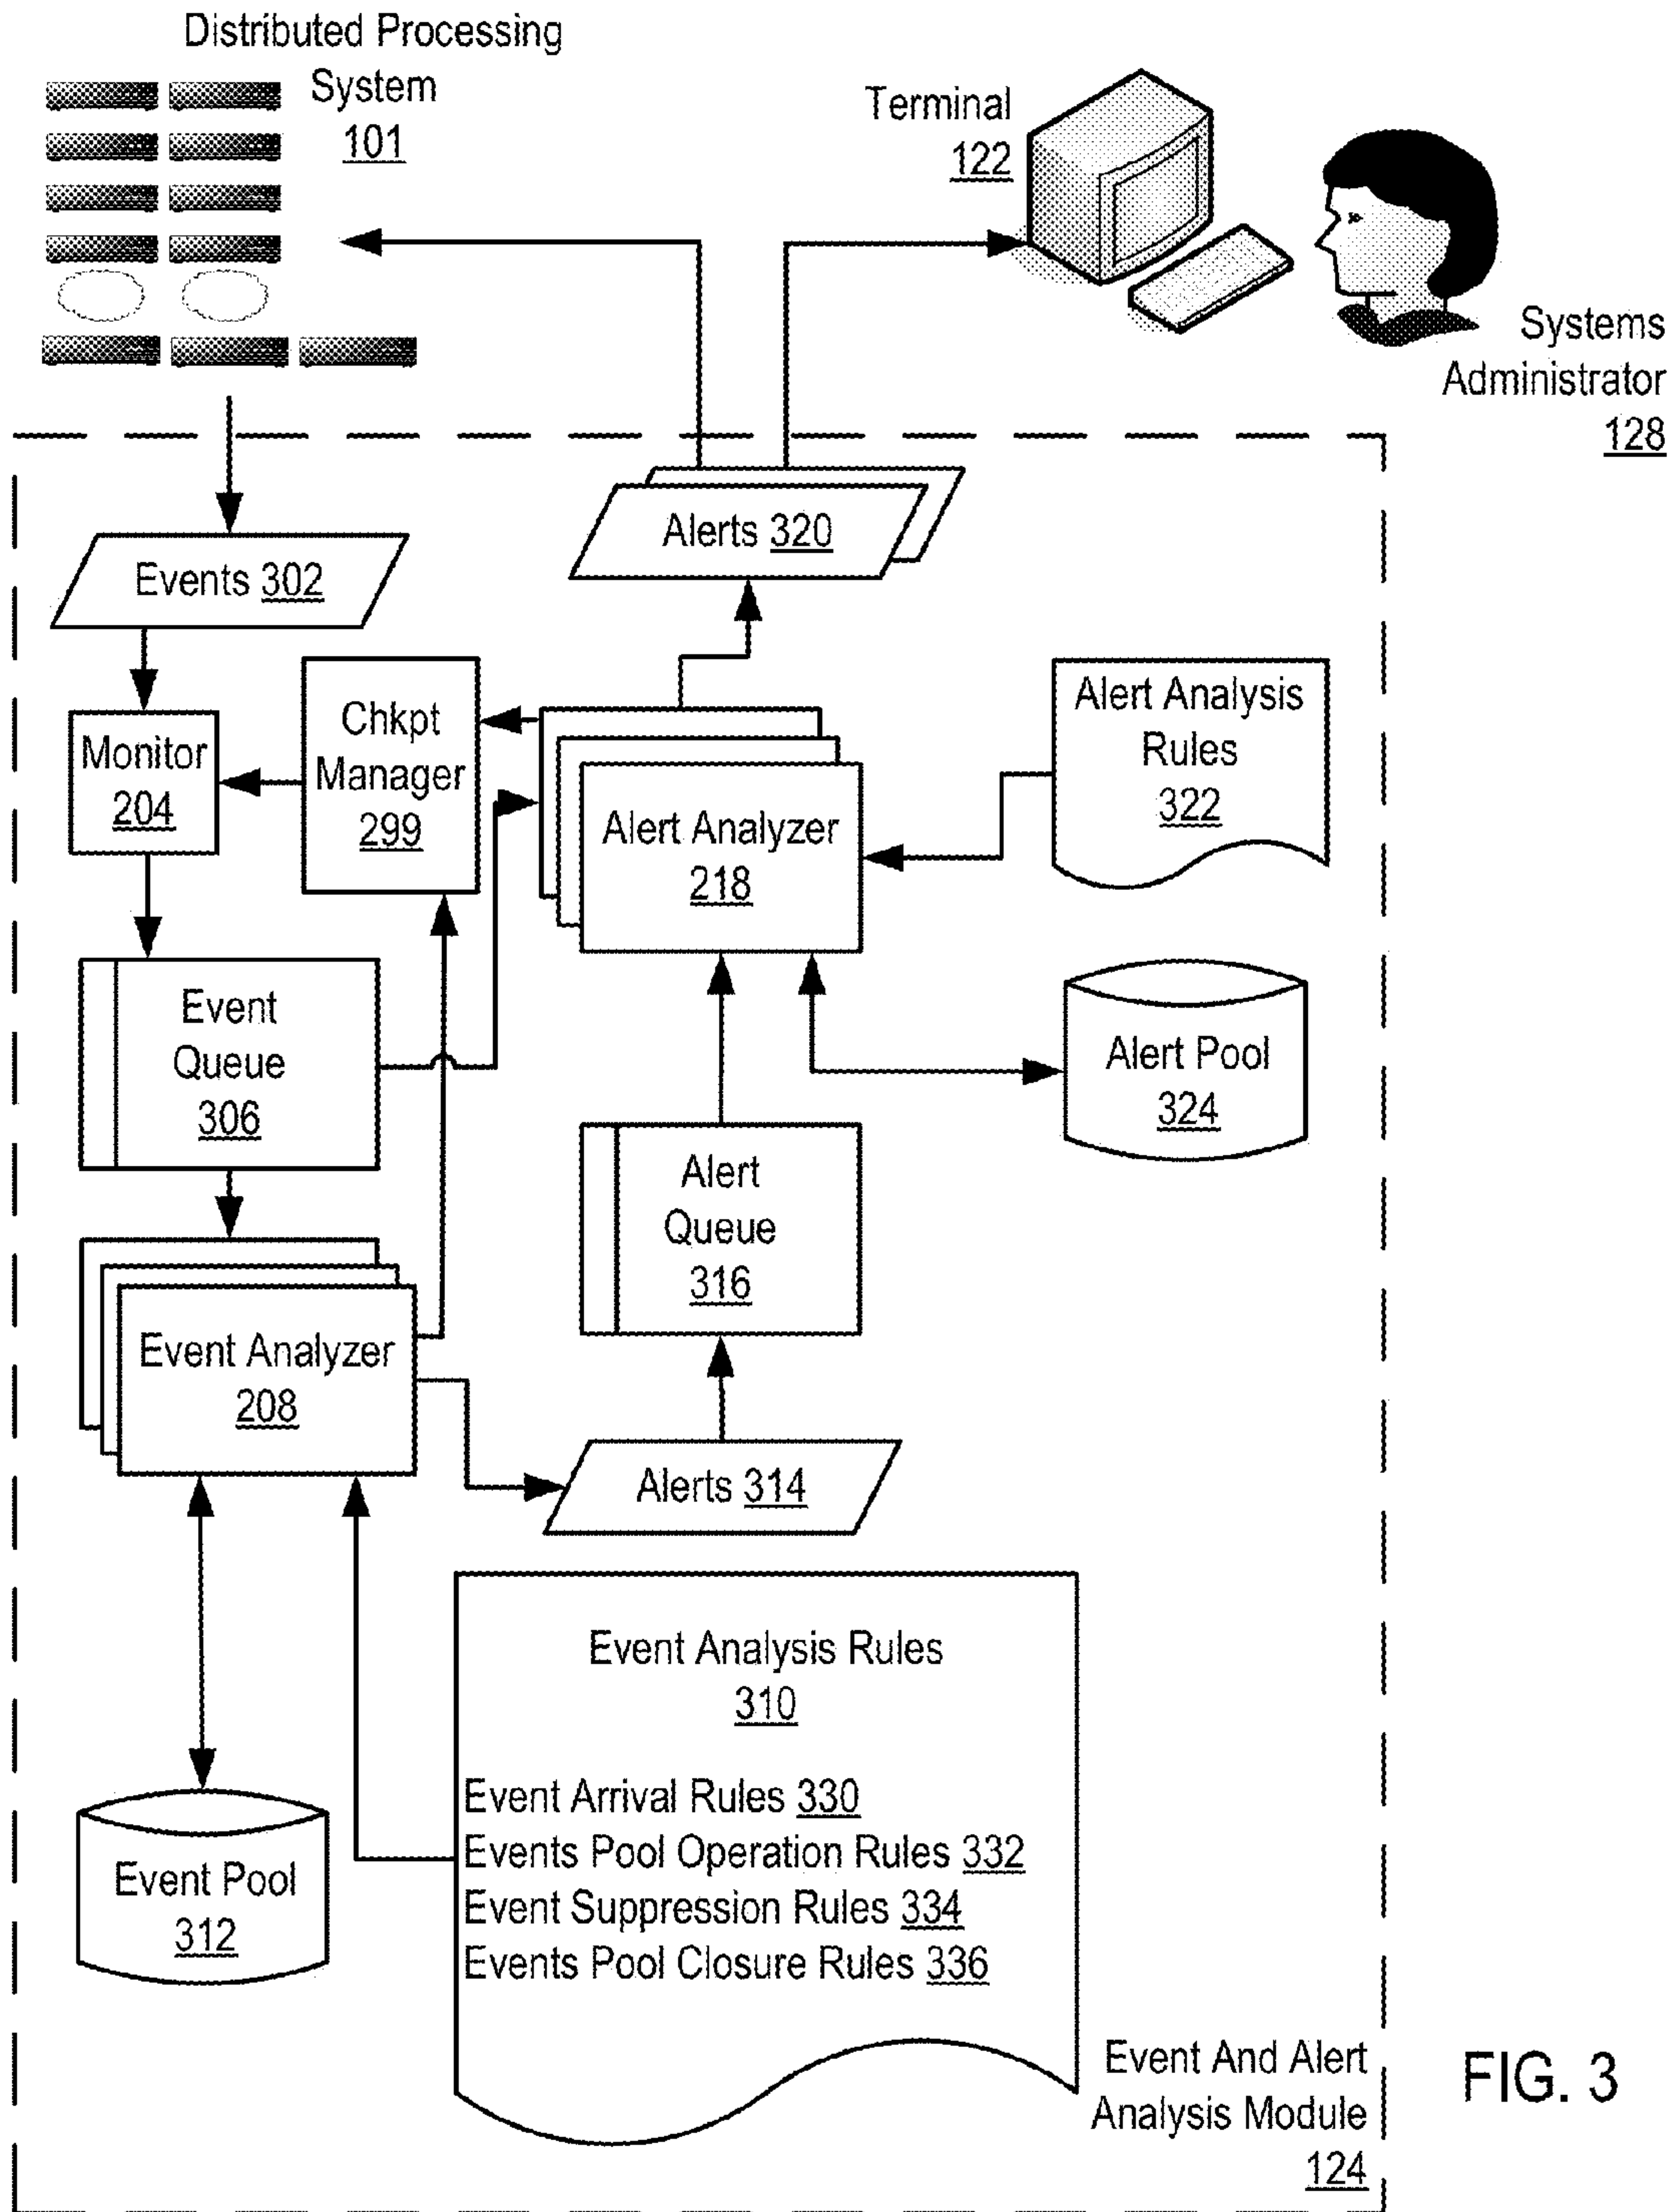 Distributed Processing
System
101
Terminal
122
Systems
Administrator
128
Alerts 320
Events 302
Chkpt
Manager
299
Monitor
204
Alert Analysis
Rules
322
Alert Analyzer
218
Event
Queue
306
Alert Pool
324
Alert
Queue
316
Event Analyzer
208
Alerts 314
Event Analysis Rules
310
Event Arrival Rules 330
Events Pool Operation Rules 332
Event Suppression Rules 334
Events Pool Closure Rules 336
Event Pool
312
Event And Alert
Analysis Module
124
FIG. 3